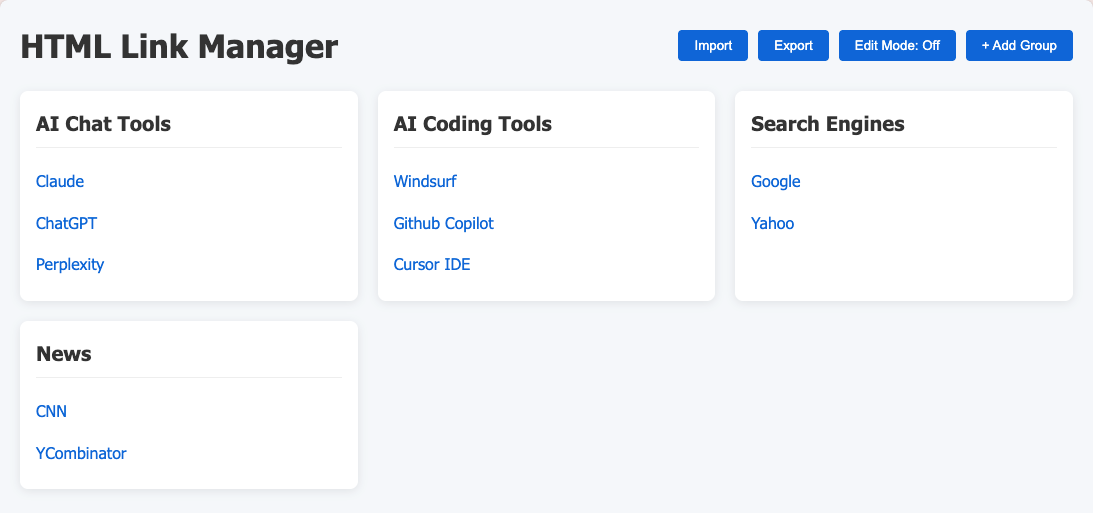 HTML Link Manager
Import
Export
Edit Mode: Off
+ Add Group
AI Chat Tools
Claude
ChatGPT
Perplexity
AI Coding Tools
Windsurf
Github Copilot
Cursor IDE
Search Engines
Google
Yahoo
News
CNN
YCombinator